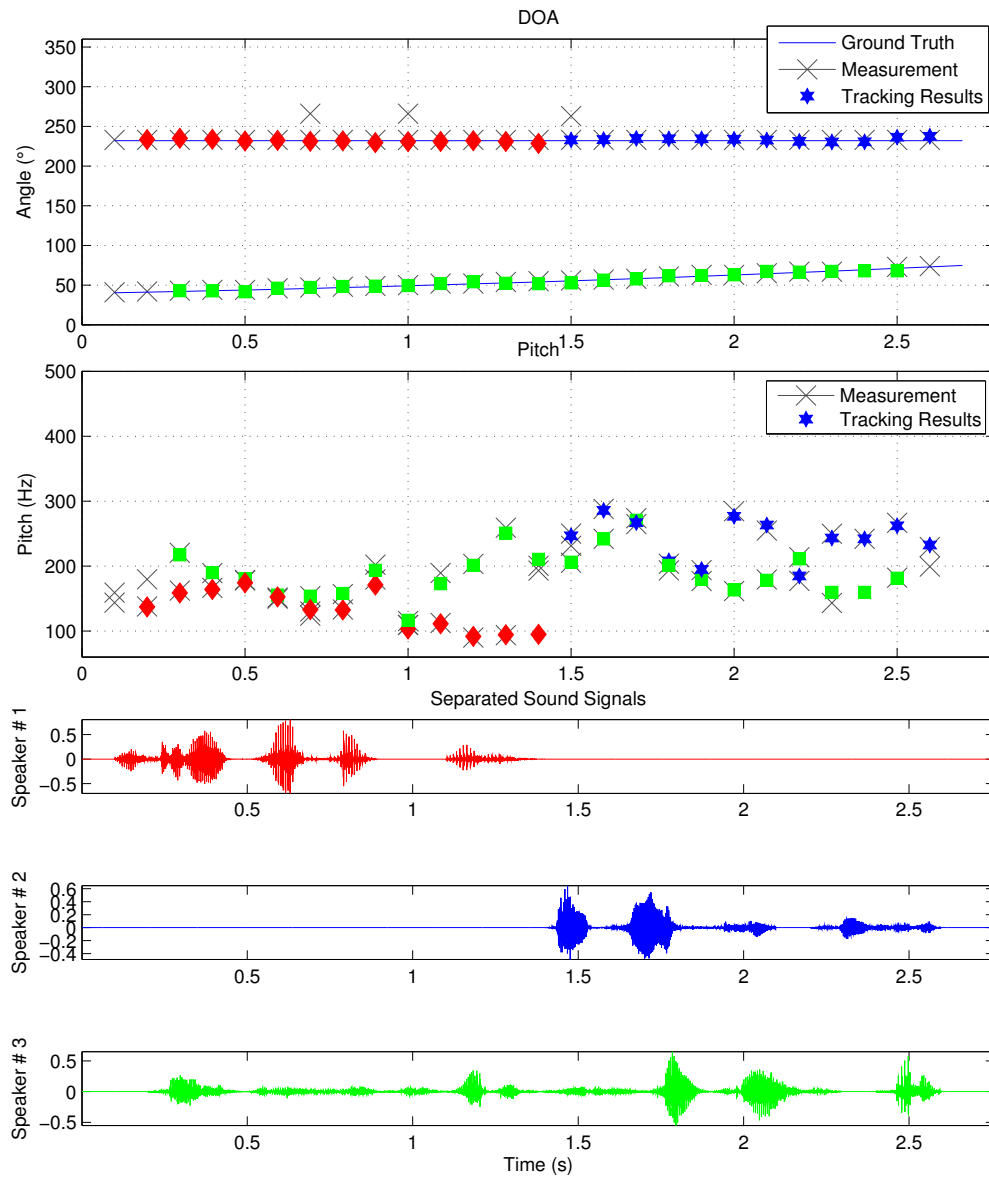 DOA
350
300
250
200
150
100
50
0
Angle (°)
Ground Truth
Measurement
Tracking Results
0 0.5 1 1.5 2 2.5
Pitch
500
400
300
200
100
Pitch (Hz)
Measurement
Tracking Results
0 0.5 1 1.5 2 2.5
Separated Sound Signals
Speaker # 1
0.5
0
−0.5
0.5 1 1.5 2 2.5
Speaker # 2
0.6
0.4
0.2
0
−0.2
−0.4
0.5 1 1.5 2 2.5
Speaker # 3
0.5
0
−0.5
0.5 1 1.5 2 2.5
Time (s)